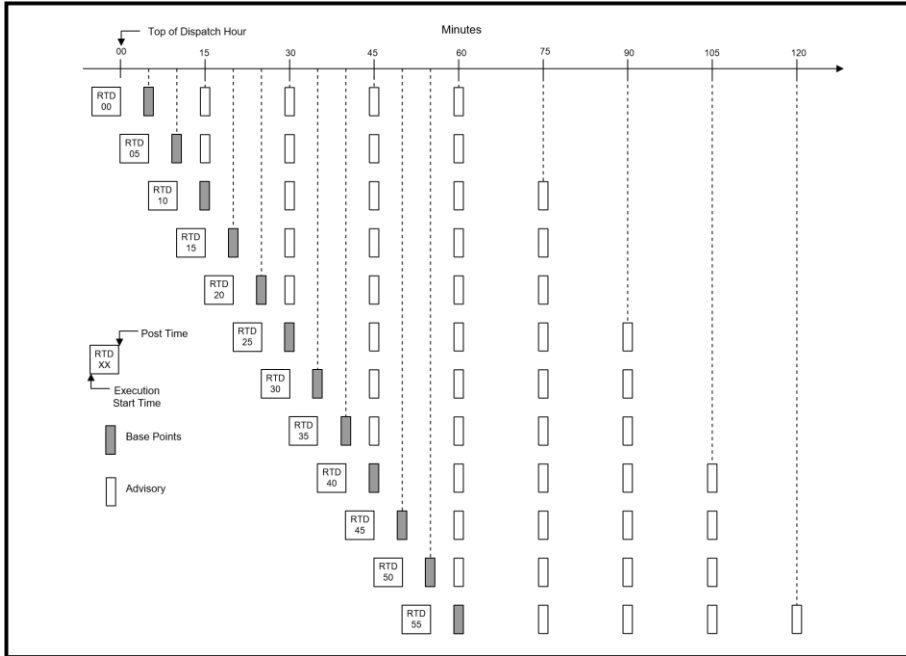 Minutes
Top of Dispatch Hour
00 15 30 45 60 75 90 105 120
RTD
00
RTD
05
RTD
10
RTD
15
RTD
20
RTD
25
Post Time
RTD
XX
Execution
Start Time
RTD
30
RTD
35
Base Points
RTD
40
Advisory
RTD
45
RTD
50
RTD
55